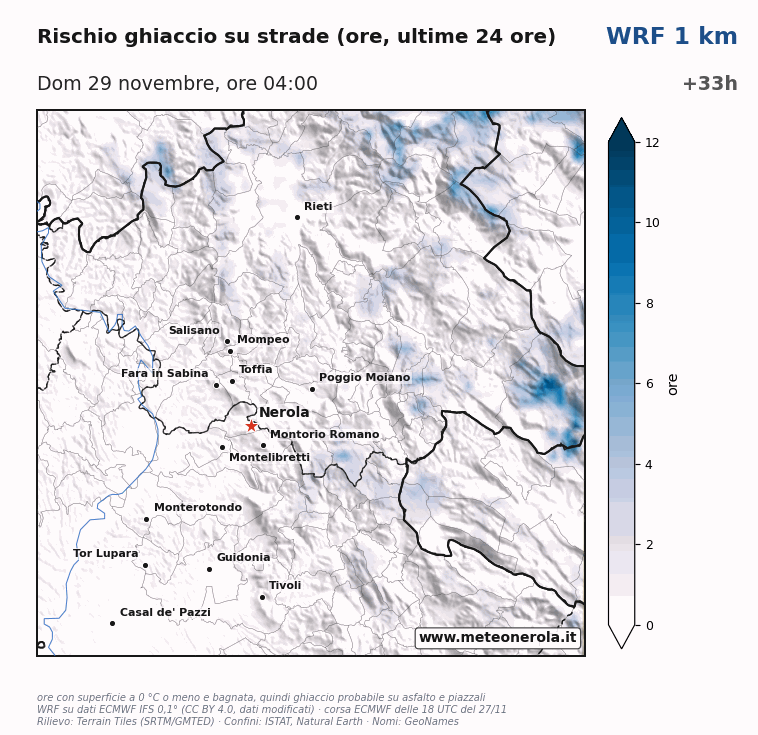 Rischio ghiaccio su strade (ore, ultime 24 ore)
WRF 1 km
Dom 29 novembre, ore 04:00
+33h
Rieti
Salisano
Mompeo
Fara in Sabina
Toffia
Poggio Moiano
Nerola
Montorio Romano
Montelibretti
Monterotondo
Tor Lupara
Guidonia
Tivoli
Casal de' Pazzi
www.meteonerola.it
12
10
8
6
4
2
0
ore
ore con superficie a 0 °C o meno e bagnata, quindi ghiaccio probabile su asfalto e piazzali
WRF su dati ECMWF IFS 0,1° (CC BY 4.0, dati modificati) · corsa ECMWF delle 18 UTC del 27/11
Rilievo: Terrain Tiles (SRTM/GMTED) · Confini: ISTAT, Natural Earth · Nomi: GeoNames